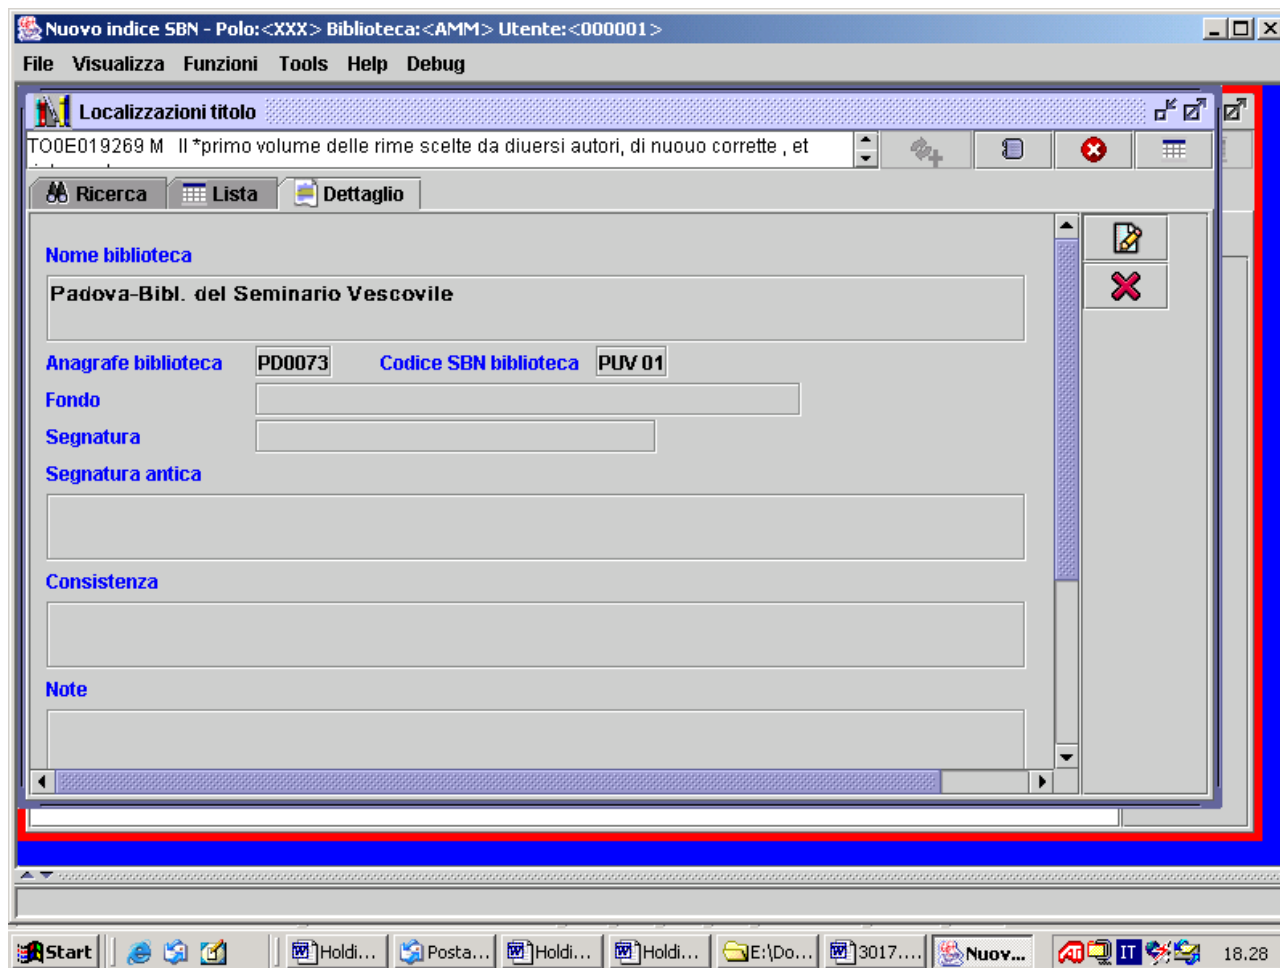 Nuovo indice SBN - Polo:<XXX> Biblioteca:<AMM> Utente:<000001>
File Visualizza Funzioni Tools Help Debug
Localizzazioni titolo
TO0E019269 M Il *primo volume delle rime scelte da diuersi autori, di nuouo corrette , et
Ricerca Lista Dettaglio
Nome biblioteca
Padova-Bibl. del Seminario Vescovile
Anagrafe biblioteca PD0073 Codice SBN biblioteca PUV 01
Fondo
Segnatura
Segnatura antica
Consistenza
Note
Start Holdi... Posta... Holdi... Holdi... E:\Do... 3017.... Nuov... IT 18.28